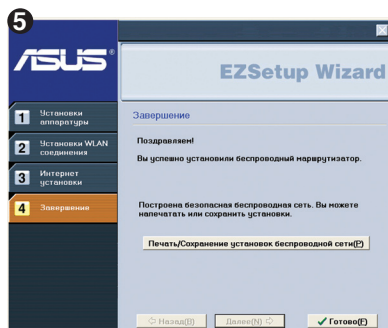 5
ASUS®
EZSetup Wizard
1 Установки
аппаратуры
2 Установки WLAN
соединения
3 Интернет
установки
4 Завершение
Завершение
Поздравляем!
Вы успешно установили беспроводный маршрутизатор.
Построена безопасная беспроводная сеть. Вы можете
напечатать или сохранить установки.
Печать/Сохранение установок беспроводной сети(P)
Назад(B)
Далее(N)
Готово(F)